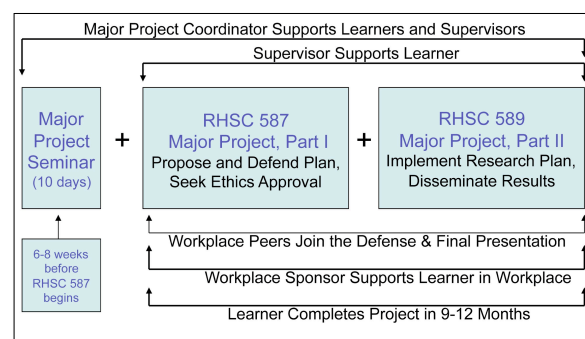 Major Project Coordinator Supports Learners and Supervisors
Supervisor Supports Learner
Major
Project
Seminar
(10 days)
+
RHSC 587
Major Project, Part I
Propose and Defend Plan,
Seek Ethics Approval
+
RHSC 589
Major Project, Part II
Implement Research Plan,
Disseminate Results
6-8 weeks
before
RHSC 587
begins
Workplace Peers Join the Defense & Final Presentation
Workplace Sponsor Supports Learner in Workplace
Learner Completes Project in 9-12 Months